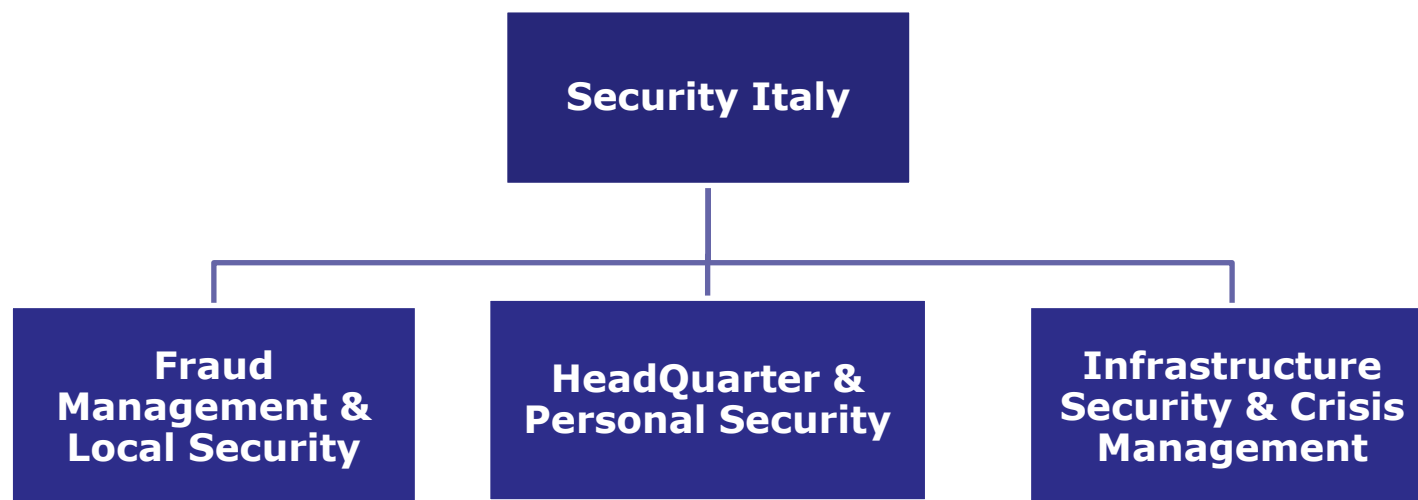 Security Italy
Fraud
Management &
Local Security
HeadQuarter &
Personal Security
Infrastructure
Security & Crisis
Management